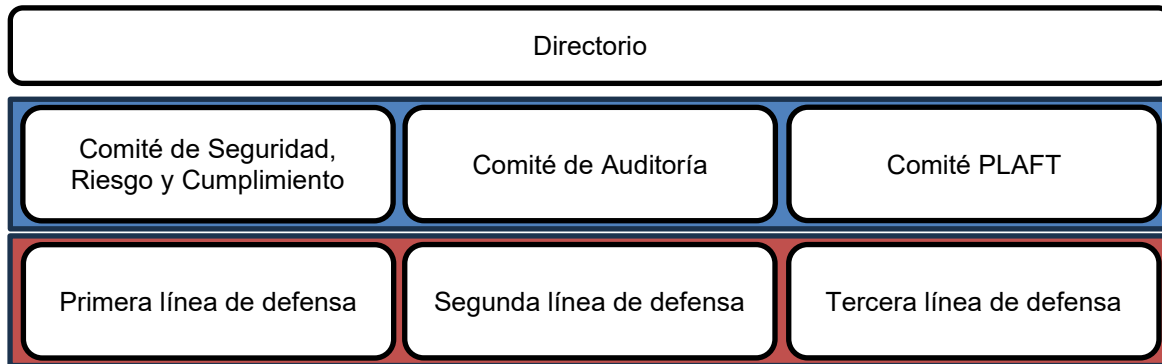 Directorio
Comité de Seguridad,
Riesgo y Cumplimiento
Comité de Auditoría
Comité PLAFT
Primera línea de defensa
Segunda línea de defensa
Tercera línea de defensa